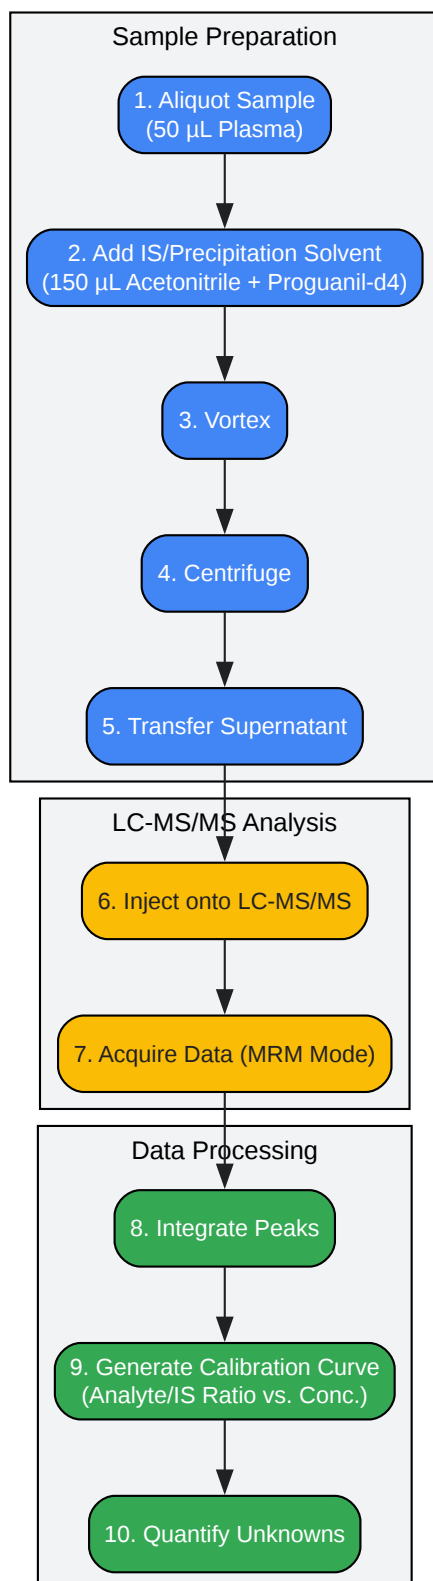 Sample Preparation
1. Aliquot Sample
(50 µL Plasma)
2. Add IS/Precipitation Solvent
(150 µL Acetonitrile + Proguanil-d4)
3. Vortex
4. Centrifuge
5. Transfer Supernatant
LC-MS/MS Analysis
6. Inject onto LC-MS/MS
7. Acquire Data (MRM Mode)
Data Processing
8. Integrate Peaks
9. Generate Calibration Curve
(Analyte/IS Ratio vs. Conc.)
10. Quantify Unknowns